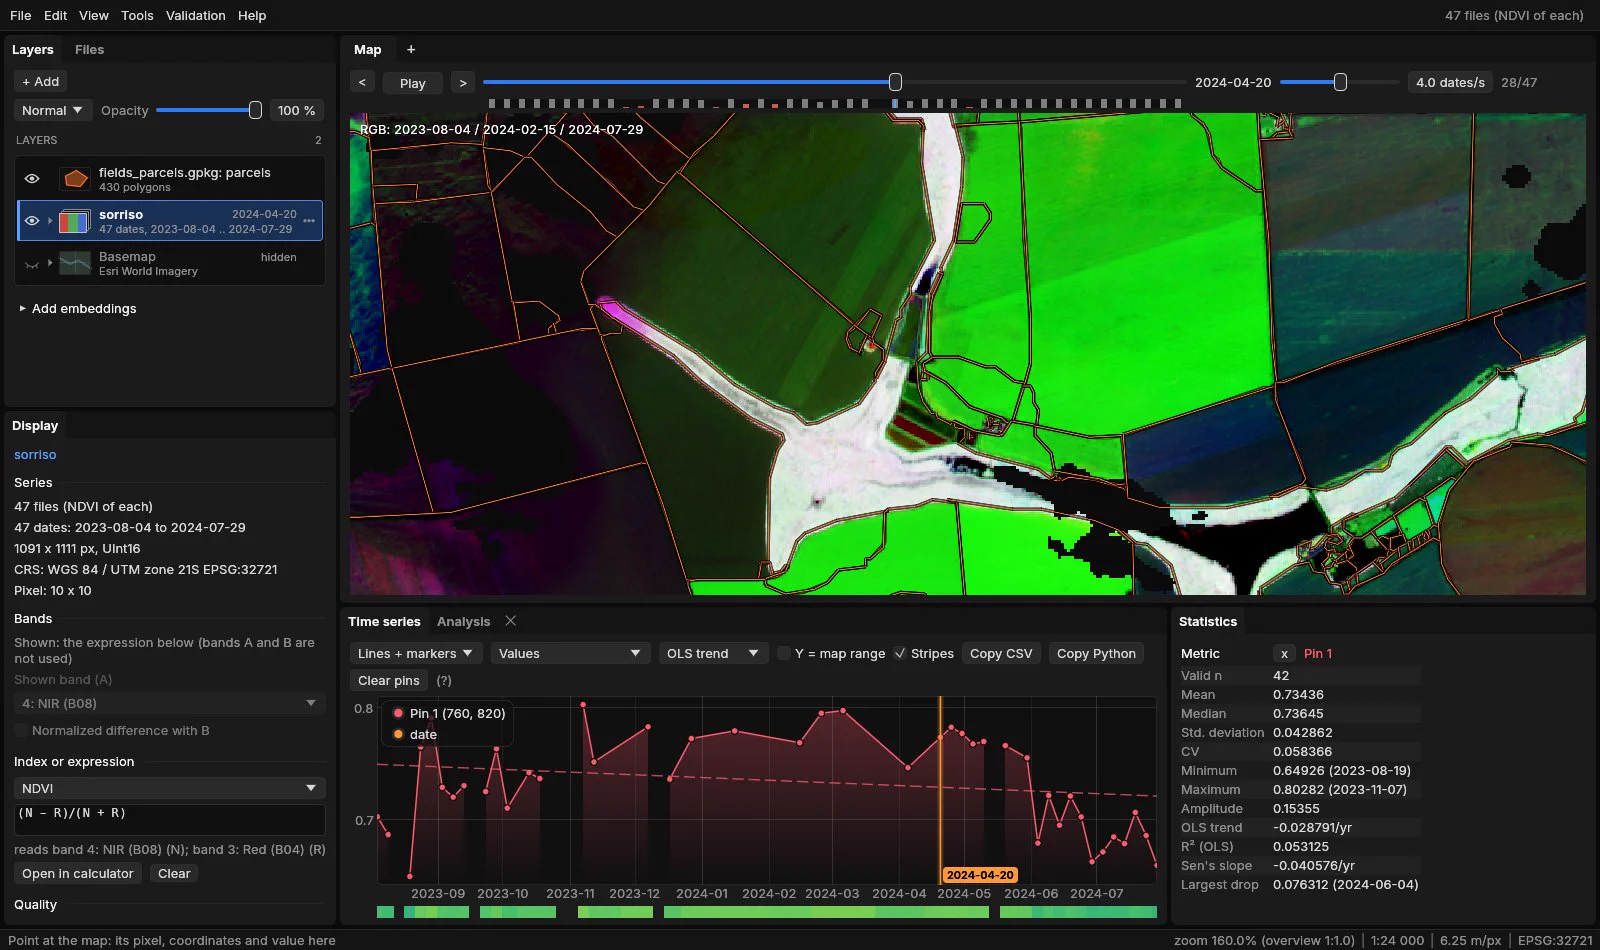 File Edit View Tools Validation Help
47 files (NDVI of each)
Layers Files
+ Add
Normal Opacity 100 %
LAYERS 2
fields_parcels.gpkg: parcels
430 polygons
sorriso 2024-04-20
47 dates, 2023-08-04 .. 2024-07-29
Basemap hidden
Esri World Imagery
Add embeddings
Display
sorriso
Series
47 files (NDVI of each)
47 dates: 2023-08-04 to 2024-07-29
1091 x 1111 px, UInt16
CRS: WGS 84 / UTM zone 21S EPSG:32721
Pixel: 10 x 10
Bands
Shown: the expression below (bands A and B are
not used)
Shown band (A)
4: NIR (B08)
Normalized difference with B
Index or expression
NDVI
(N - R)/(N + R)
reads band 4: NIR (B08) (N); band 3: Red (B04) (R)
Open in calculator Clear
Quality
Map +
< Play > 2024-04-20 4.0 dates/s 28/47
RGB: 2023-08-04 / 2024-02-15 / 2024-07-29
Time series Analysis
Lines + markers Values OLS trend Y = map range Stripes Copy CSV Copy Python
Clear pins (?)
0.8
Pin 1 (760, 820)
date
0.7
2024-04-20
2023-09 2023-10 2023-11 2023-12 2024-01 2024-02 2024-03 2024-04 2024-05 2024-06 2024-07
Statistics
Metric x Pin 1
Valid n 42
Mean 0.73436
Median 0.73645
Std. deviation 0.042862
CV 0.058366
Minimum 0.64926 (2023-08-19)
Maximum 0.80282 (2023-11-07)
Amplitude 0.15355
OLS trend -0.028791/yr
R² (OLS) 0.053125
Sen's slope -0.040576/yr
Largest drop 0.076312 (2024-06-04)
Point at the map: its pixel, coordinates and value here
zoom 160.0% (overview 1:1.0) | 1:24 000 | 6.25 m/px | EPSG:32721